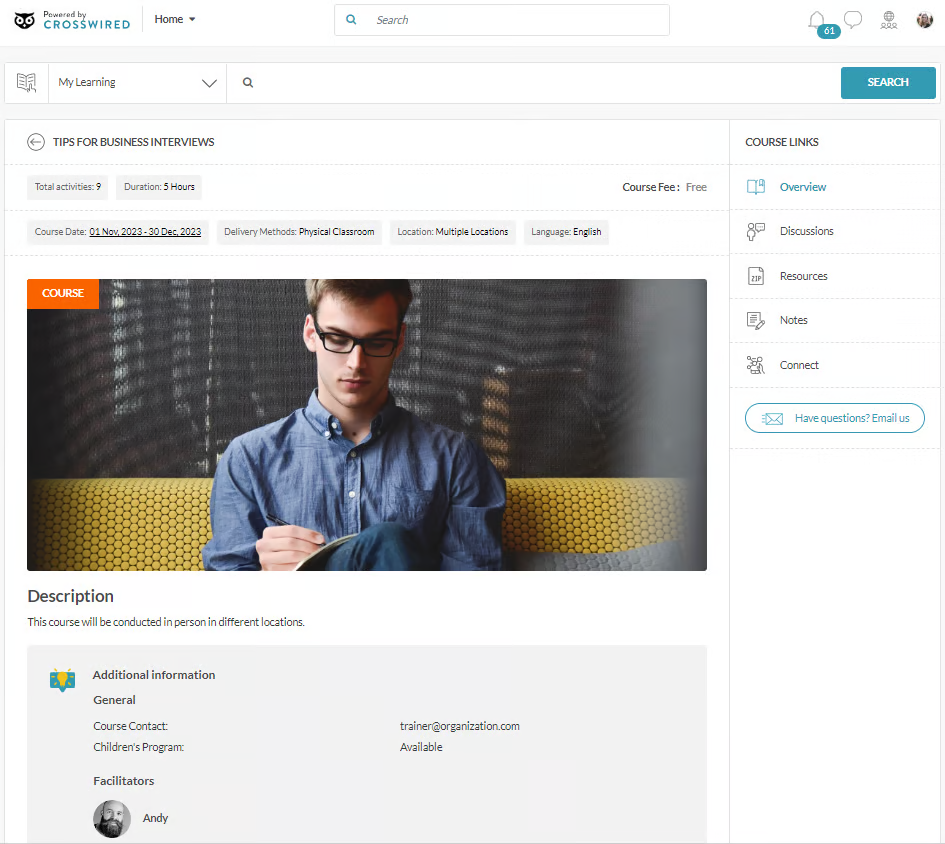 Powered by
CROSSWIRED
Home
Search
61
My Learning
SEARCH
TIPS FOR BUSINESS INTERVIEWS
Total activities: 9
Duration: 5 Hours
Course Fee : Free
Course Date: 01 Nov, 2023 - 30 Dec, 2023
Delivery Methods: Physical Classroom
Location: Multiple Locations
Language: English
COURSE
Description
This course will be conducted in person in different locations.
Additional information
General
Course Contact: trainer@organization.com
Children's Program: Available
Facilitators
Andy
COURSE LINKS
Overview
Discussions
ZIP
Resources
Notes
Connect
Have questions? Email us